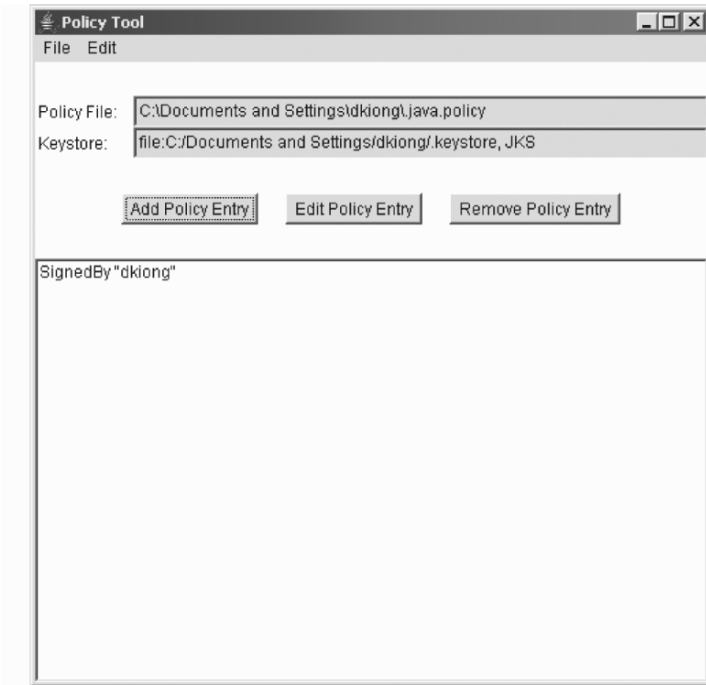 Policy Tool
File Edit
Policy File: C:\Documents and Settings\dkiong\.java.policy
Keystore: file:C:/Documents and Settings/dkiong/.keystore, JKS
Add Policy Entry Edit Policy Entry Remove Policy Entry
SignedBy "dkiong"